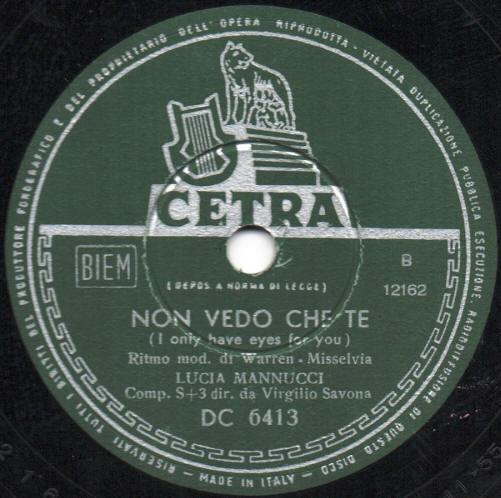 RISERVATI TUTTI I DIRITTI DEL PRODUTTORE FONOGRAFICO E DEL PROPRIETARIO DELL'OPERA RIPRODOTTA - VIETATA DUPLICAZIONE PUBBLICA ESECUZIONE, RADIODIFFUSIONE DI QUESTO DISCO
CETRA
BIEM
B
12162
(DEPOS. A NORMA DI LEGGE)
NON VEDO CHE TE
(I only have eyes for you)
Ritmo mod. di Warren - Misselvia
LUCIA MANNUCCI
Comp. S+3 dir. da Virgilio Savona
DC 6413
- MADE IN ITALY -